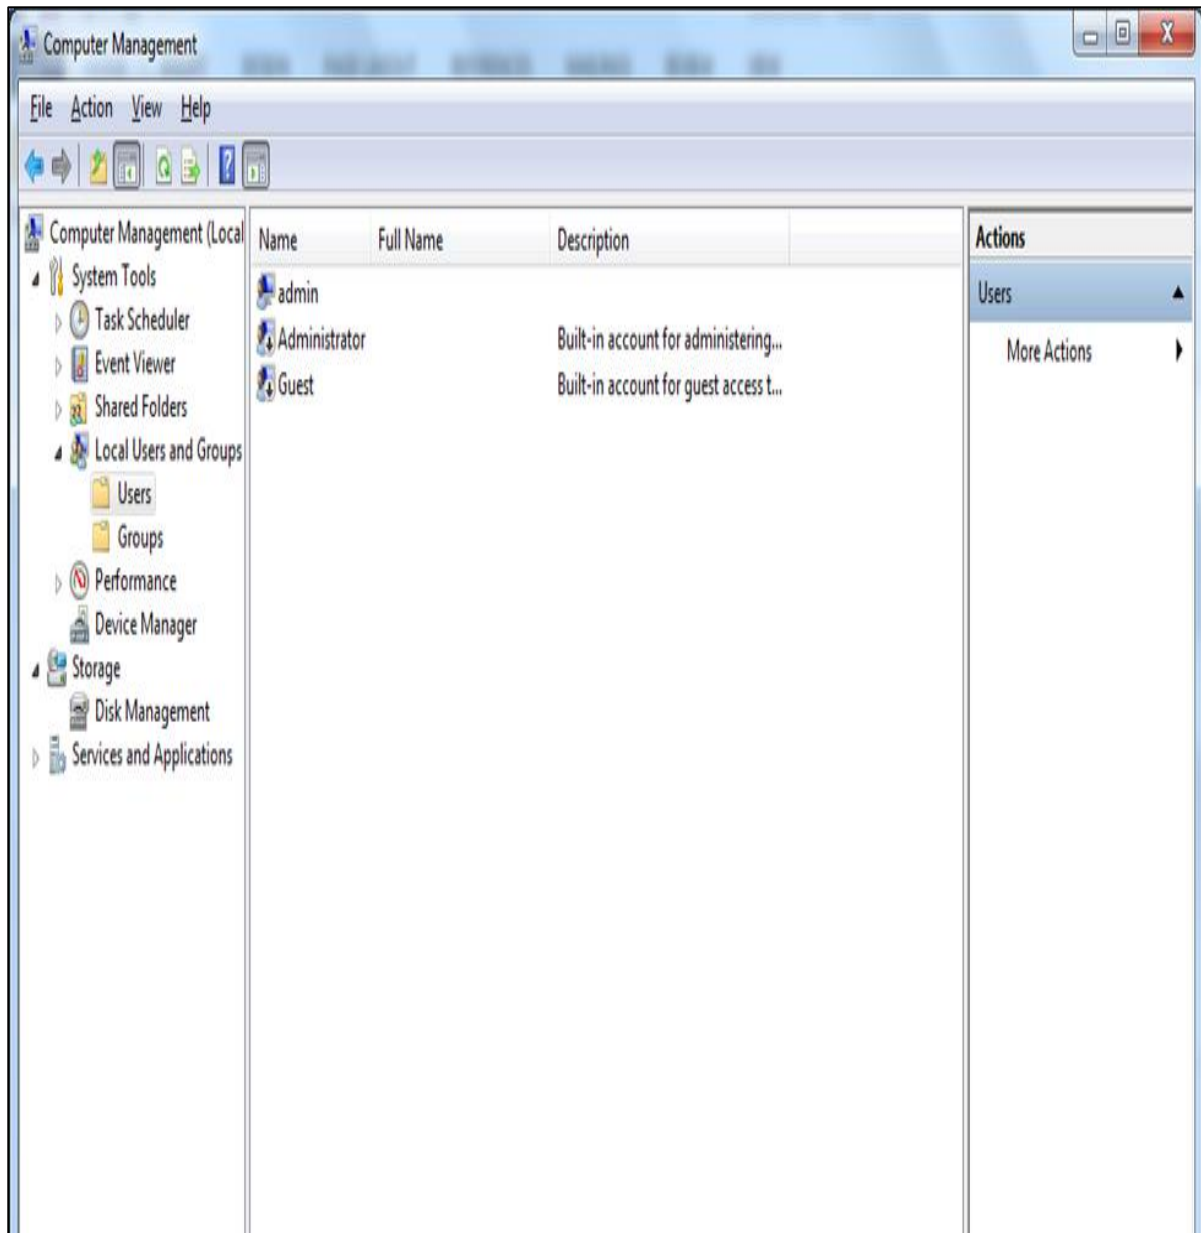 Computer Management
File Action View Help
Computer Management (Local
System Tools
Task Scheduler
Event Viewer
Shared Folders
Local Users and Groups
Users
Groups
Performance
Device Manager
Storage
Disk Management
Services and Applications
Name Full Name Description
admin
Administrator Built-in account for administering...
Guest Built-in account for guest access t...
Actions
Users
More Actions